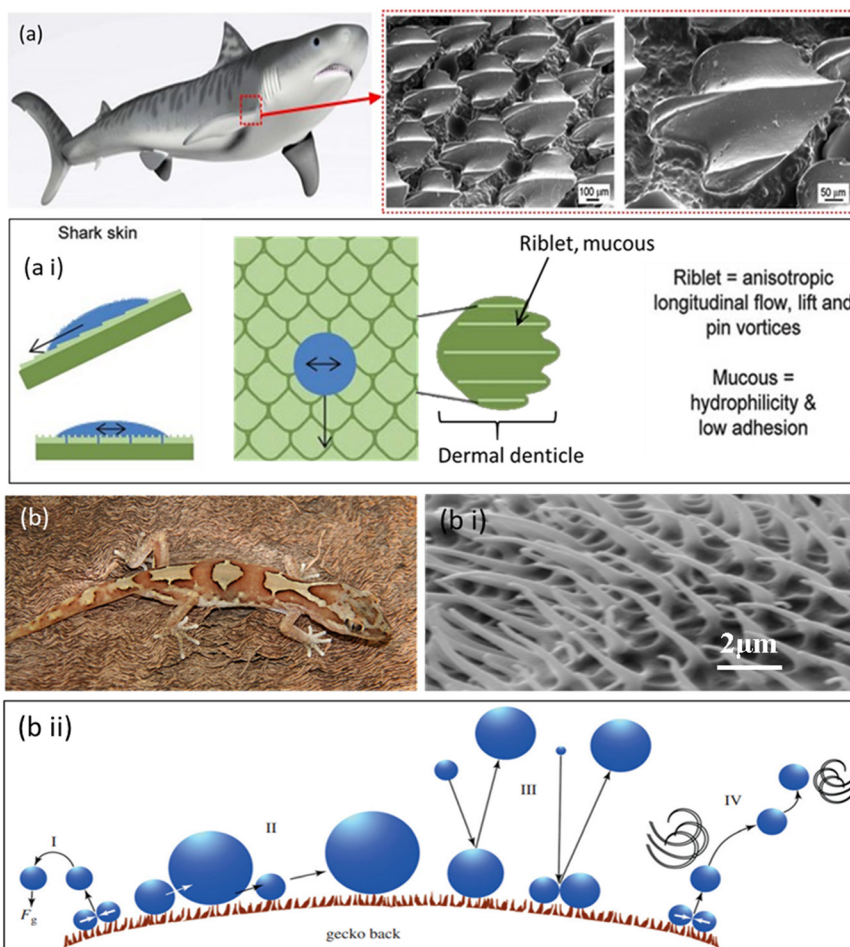 (a)
100 μm
50 μm
(a i)
Shark skin
Riblet, mucous
Dermal denticle
Riblet = anisotropic
longitudinal flow, lift and
pin vortices
Mucous =
hydrophilicity &
low adhesion
(b)
(b i)
2μm
(b ii)
I
Fg
II
III
IV
gecko back